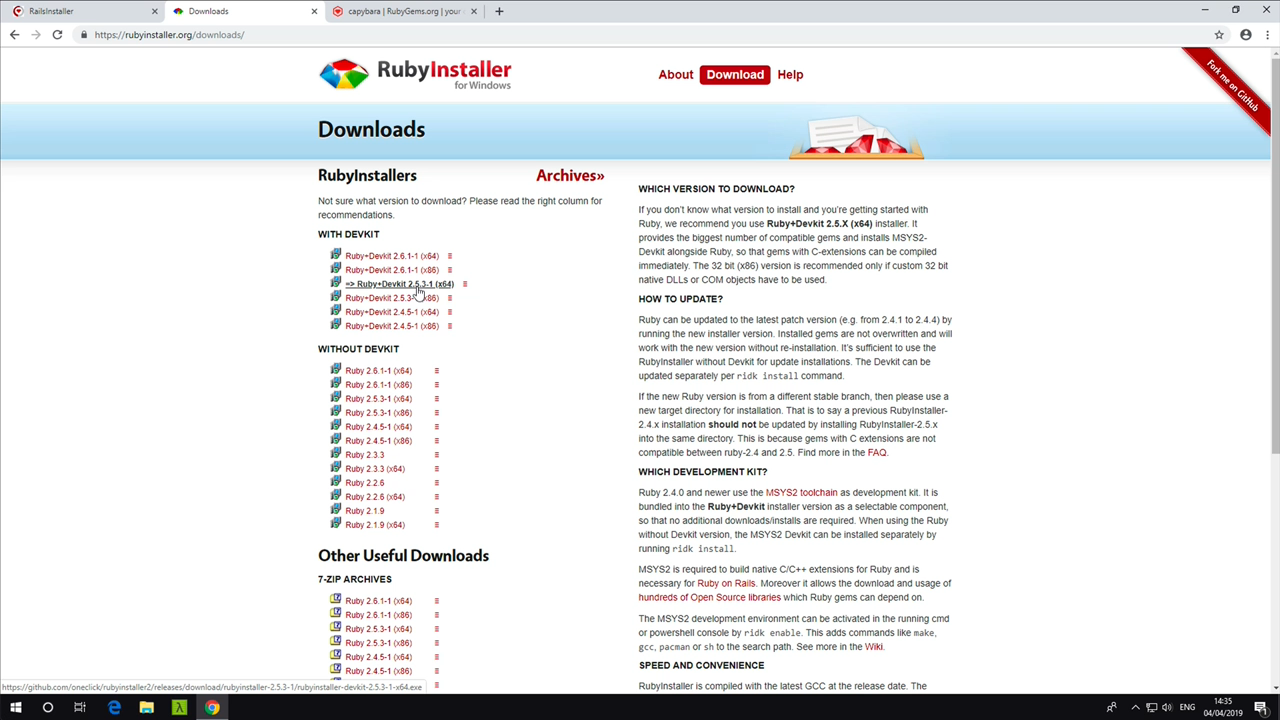 RailsInstaller
Downloads
capybara | RubyGems.org | your
https://rubyinstaller.org/downloads/
RubyInstaller
for Windows
About
Download
Help
Fork me on GitHub
Downloads
RubyInstallers
Archives»
Not sure what version to download? Please read the right column for
recommendations.
WITH DEVKIT
Ruby+Devkit 2.6.1-1 (x64)
Ruby+Devkit 2.6.1-1 (x86)
=> Ruby+Devkit 2.5.3-1 (x64)
Ruby+Devkit 2.5.3-1 (x86)
Ruby+Devkit 2.4.5-1 (x64)
Ruby+Devkit 2.4.5-1 (x86)
WITHOUT DEVKIT
Ruby 2.6.1-1 (x64)
Ruby 2.6.1-1 (x86)
Ruby 2.5.3-1 (x64)
Ruby 2.5.3-1 (x86)
Ruby 2.4.5-1 (x64)
Ruby 2.4.5-1 (x86)
Ruby 2.3.3
Ruby 2.3.3 (x64)
Ruby 2.2.6
Ruby 2.2.6 (x64)
Ruby 2.1.9
Ruby 2.1.9 (x64)
Other Useful Downloads
7-ZIP ARCHIVES
Ruby 2.6.1-1 (x64)
Ruby 2.6.1-1 (x86)
Ruby 2.5.3-1 (x64)
Ruby 2.5.3-1 (x86)
Ruby 2.4.5-1 (x64)
Ruby 2.4.5-1 (x86)
WHICH VERSION TO DOWNLOAD?
If you don't know what version to install and you're getting started with
Ruby, we recommend you use Ruby+Devkit 2.5.X (x64) installer. It
provides the biggest number of compatible gems and installs MSYS2-
Devkit alongside Ruby, so that gems with C-extensions can be compiled
immediately. The 32 bit (x86) version is recommended only if custom 32 bit
native DLLs or COM objects have to be used.
HOW TO UPDATE?
Ruby can be updated to the latest patch version (e.g. from 2.4.1 to 2.4.4) by
running the new installer version. Installed gems are not overwritten and will
work with the new version without re-installation. It's sufficient to use the
RubyInstaller without Devkit for update installations. The Devkit can be
updated separately per ridk install command.
If the new Ruby version is from a different stable branch, then please use a
new target directory for installation. That is to say a previous RubyInstaller-
2.4.x installation should not be updated by installing RubyInstaller-2.5.x
into the same directory. This is because gems with C extensions are not
compatible between ruby-2.4 and 2.5. Find more in the FAQ.
WHICH DEVELOPMENT KIT?
Ruby 2.4.0 and newer use the MSYS2 toolchain as development kit. It is
bundled into the Ruby+Devkit installer version as a selectable component,
so that no additional downloads/installs are required. When using the Ruby
without Devkit version, the MSYS2 Devkit can be installed separately by
running ridk install.
MSYS2 is required to build native C/C++ extensions for Ruby and is
necessary for Ruby on Rails. Moreover it allows the download and usage of
hundreds of Open Source libraries which Ruby gems can depend on.
The MSYS2 development environment can be activated in the running cmd
or powershell console by ridk enable. This adds commands like make,
gcc, pacman or sh to the search path. See more in the Wiki.
SPEED AND CONVENIENCE
RubyInstaller is compiled with the latest GCC at the release date. The
https://github.com/oneclick/rubyinstaller2/releases/download/rubyinstaller-2.5.3-1/rubyinstaller-devkit-2.5.3-1-x64.exe
ENG
14:35
04/04/2019